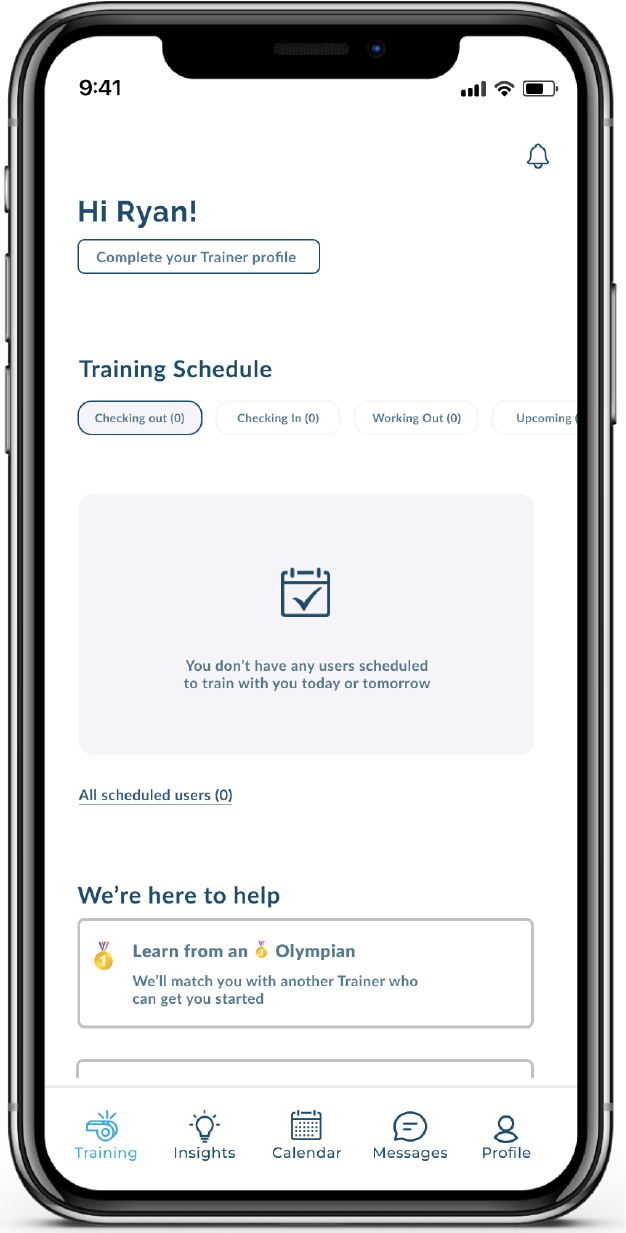 9:41
Hi Ryan!
Complete your Trainer profile
Training Schedule
Checking out (0) Checking In (0) Working Out (0) Upcoming (
You don't have any users scheduled
to train with you today or tomorrow
All scheduled users (0)
We're here to help
Learn from an 🏅 Olympian
We'll match you with another Trainer who
can get you started
Training Insights Calendar Messages Profile